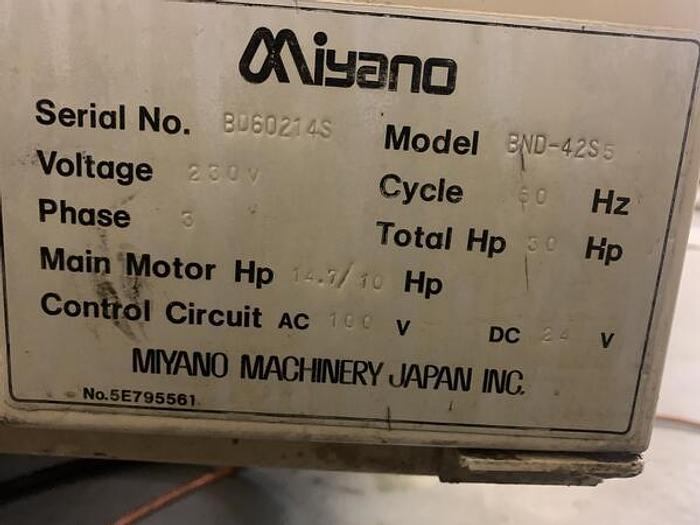 Miyano
Serial No. BD60214S Model BND-42S5
Voltage 230V Cycle 60 Hz
Phase 3 Total Hp 30 Hp
Main Motor Hp 14.7/10 Hp
Control Circuit AC 100 V DC 24 V
MIYANO MACHINERY JAPAN INC.
No.5E795561